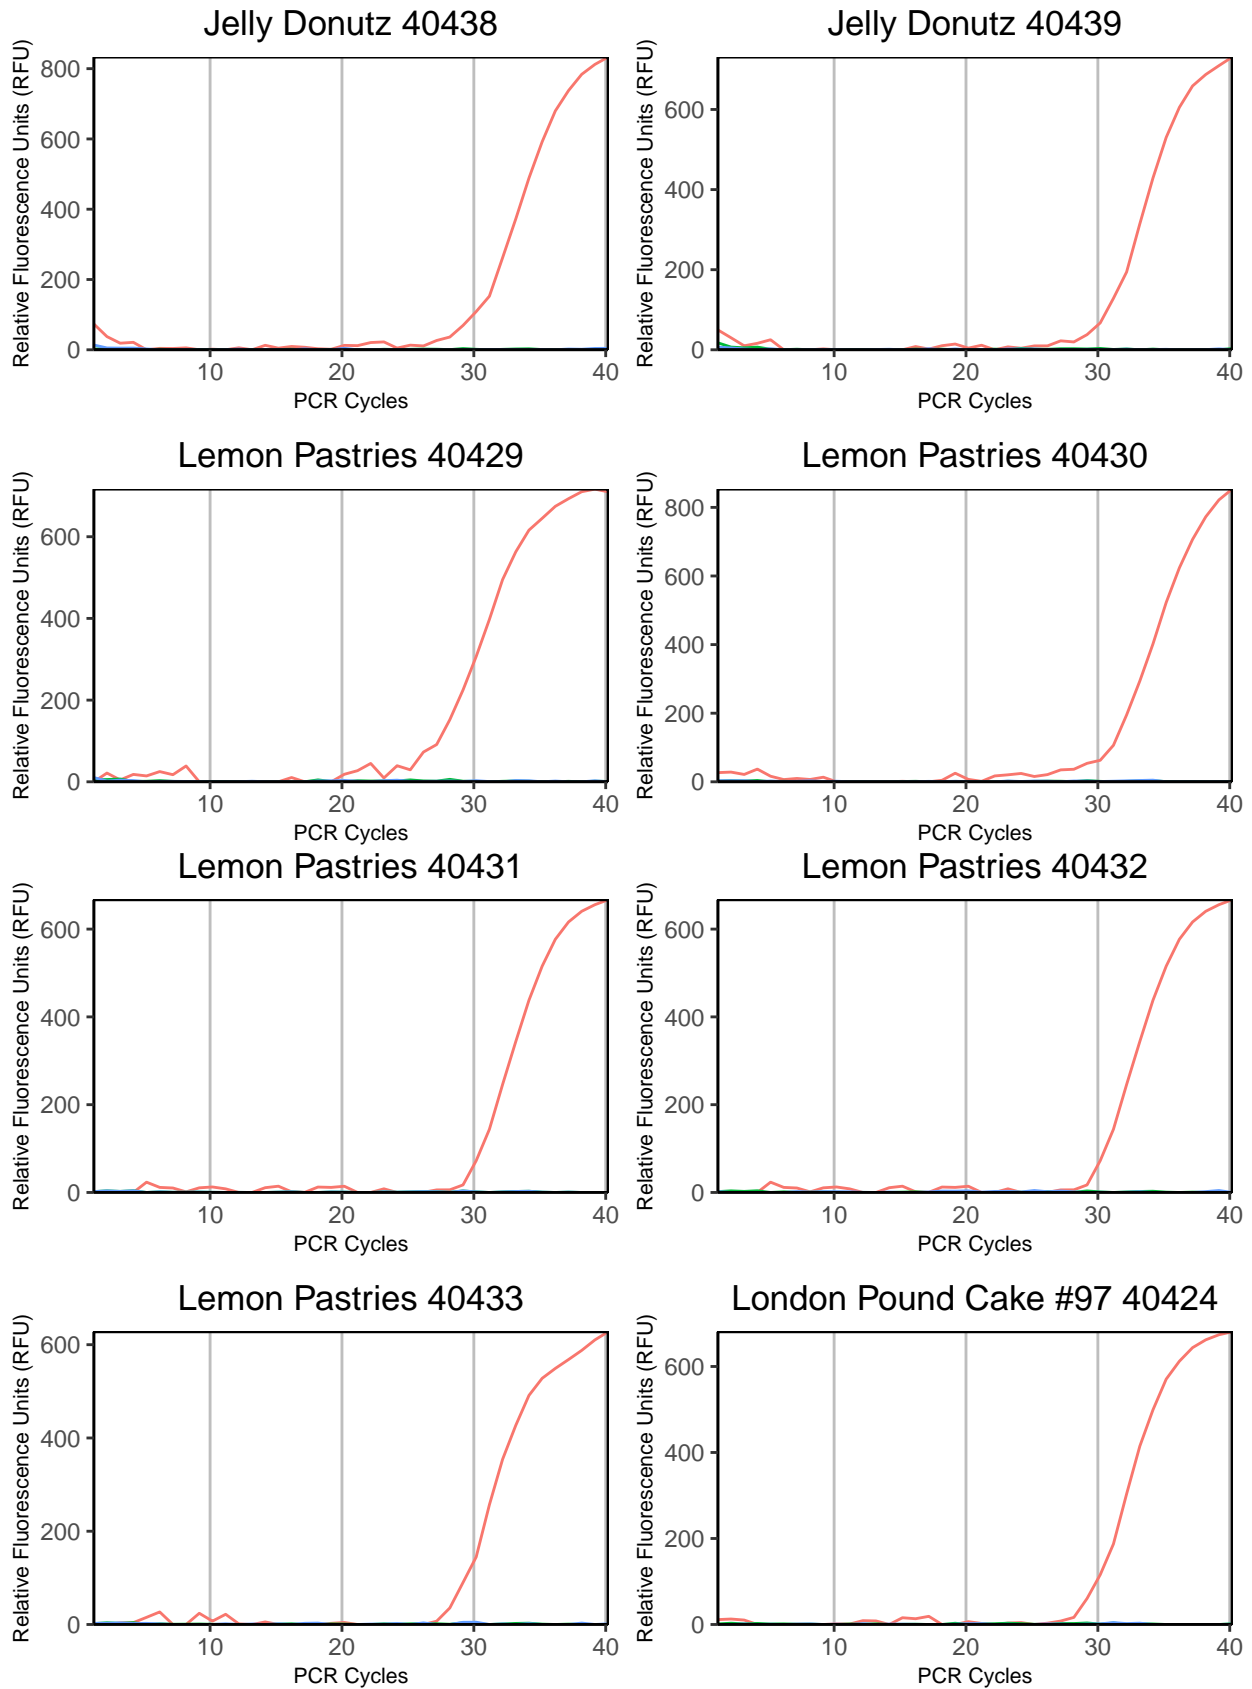 Jelly Donutz 40438
Relative Fluorescence Units (RFU)
800
600
400
200
0
10 20 30 40
PCR Cycles
Jelly Donutz 40439
Relative Fluorescence Units (RFU)
600
400
200
0
10 20 30 40
PCR Cycles
Lemon Pastries 40429
Relative Fluorescence Units (RFU)
600
400
200
0
10 20 30 40
PCR Cycles
Lemon Pastries 40430
Relative Fluorescence Units (RFU)
800
600
400
200
0
10 20 30 40
PCR Cycles
Lemon Pastries 40431
Relative Fluorescence Units (RFU)
600
400
200
0
10 20 30 40
PCR Cycles
Lemon Pastries 40432
Relative Fluorescence Units (RFU)
600
400
200
0
10 20 30 40
PCR Cycles
Lemon Pastries 40433
Relative Fluorescence Units (RFU)
600
400
200
0
10 20 30 40
PCR Cycles
London Pound Cake #97 40424
Relative Fluorescence Units (RFU)
600
400
200
0
10 20 30 40
PCR Cycles